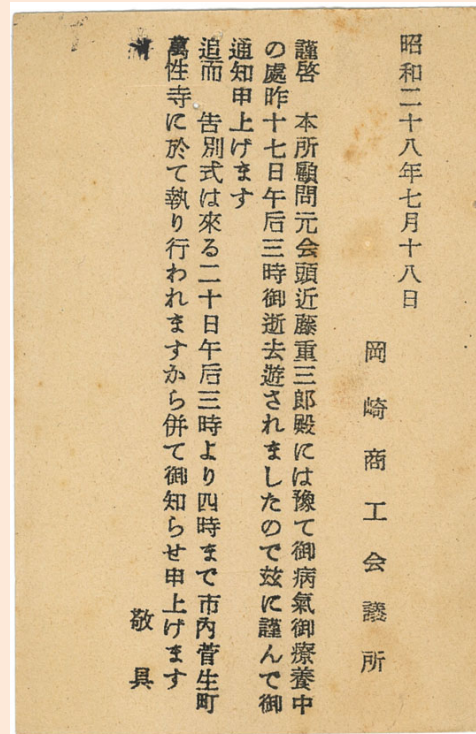 昭和二十八年七月十八日
岡崎商工会議所
謹啓　本所顧問元会頭近藤重三郎殿には豫て御病氣御療養中
の處昨十七日午后三時御逝去遊されましたので玆に謹んで御
通知申上げます
追而　告別式は來る二十日午后三時より四時まで市内菅生町
萬性寺に於て執り行われますから併て御知らせ申上げます
敬具